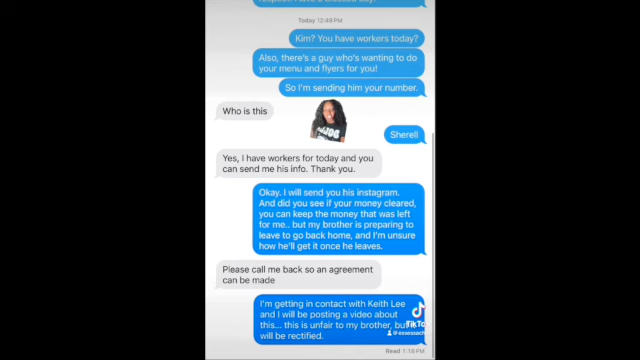 Today 12:49 PM
Kim? You have workers today?
Also, there's a guy who's wanting to do
your menu and flyers for you!
So I'm sending him your number.
Who is this
Sherell
Yes, I have workers for today and you
can send me his info. Thank you.
Okay. I will send you his instagram.
And did you see if your money cleared,
you can keep the money that was left
for me.. but my brother is preparing to
leave to go back home, and I'm unsure
how he'll get it once he leaves.
Please call me back so an agreement
can be made
I'm getting in contact with Keith Lee
and I will be posting a video about
this... this is unfair to my brother, but
will be rectified.
TikTo
Read 1:18 PM